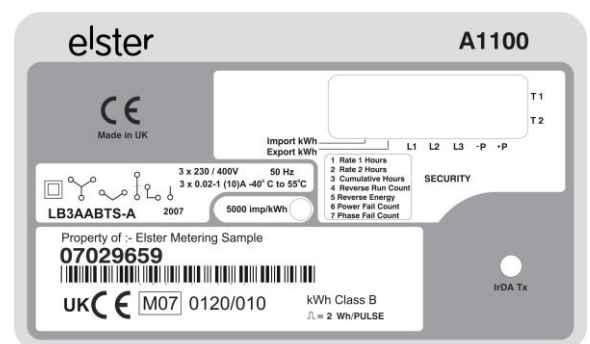 elster
A1100
CE
Made in UK
T 1
T 2
Import kWh
Export kWh
L1 L2 L3 -P +P
1 Rate 1 Hours
2 Rate 2 Hours
3 Cumulative Hours
4 Reverse Run Count
5 Reverse Energy
6 Power Fail Count
7 Phase Fail Count
SECURITY
3 x 230 / 400V 50 Hz
3 x 0.02-1 (10)A -40° C to 55°C
LB3AABTS-A 2007
5000 imp/kWh
Property of :- Elster Metering Sample
07029659
UK CE M07 0120/010
kWh Class B
= 2 Wh/PULSE
IrDA Tx